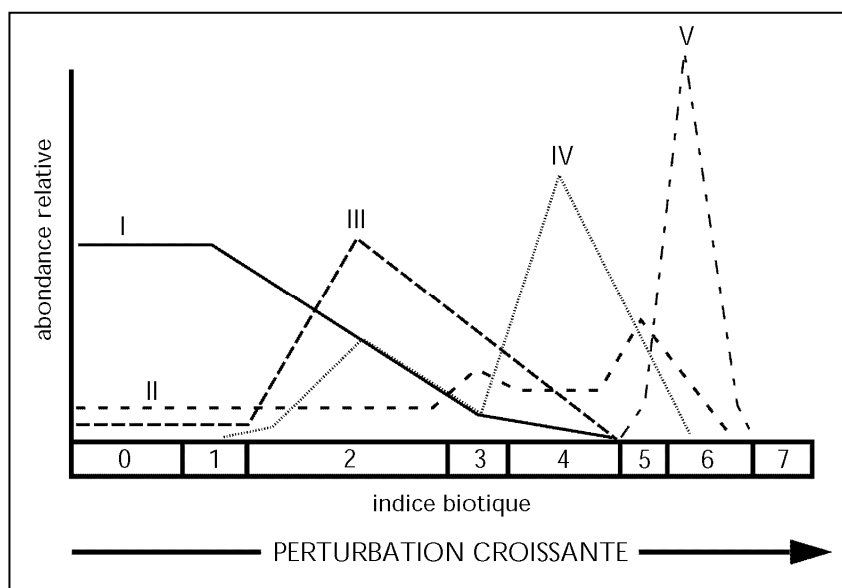 V
IV
III
I
II
abondance relative
0 1 2 3 4 5 6 7
indice biotique
PERTURBATION CROISSANTE